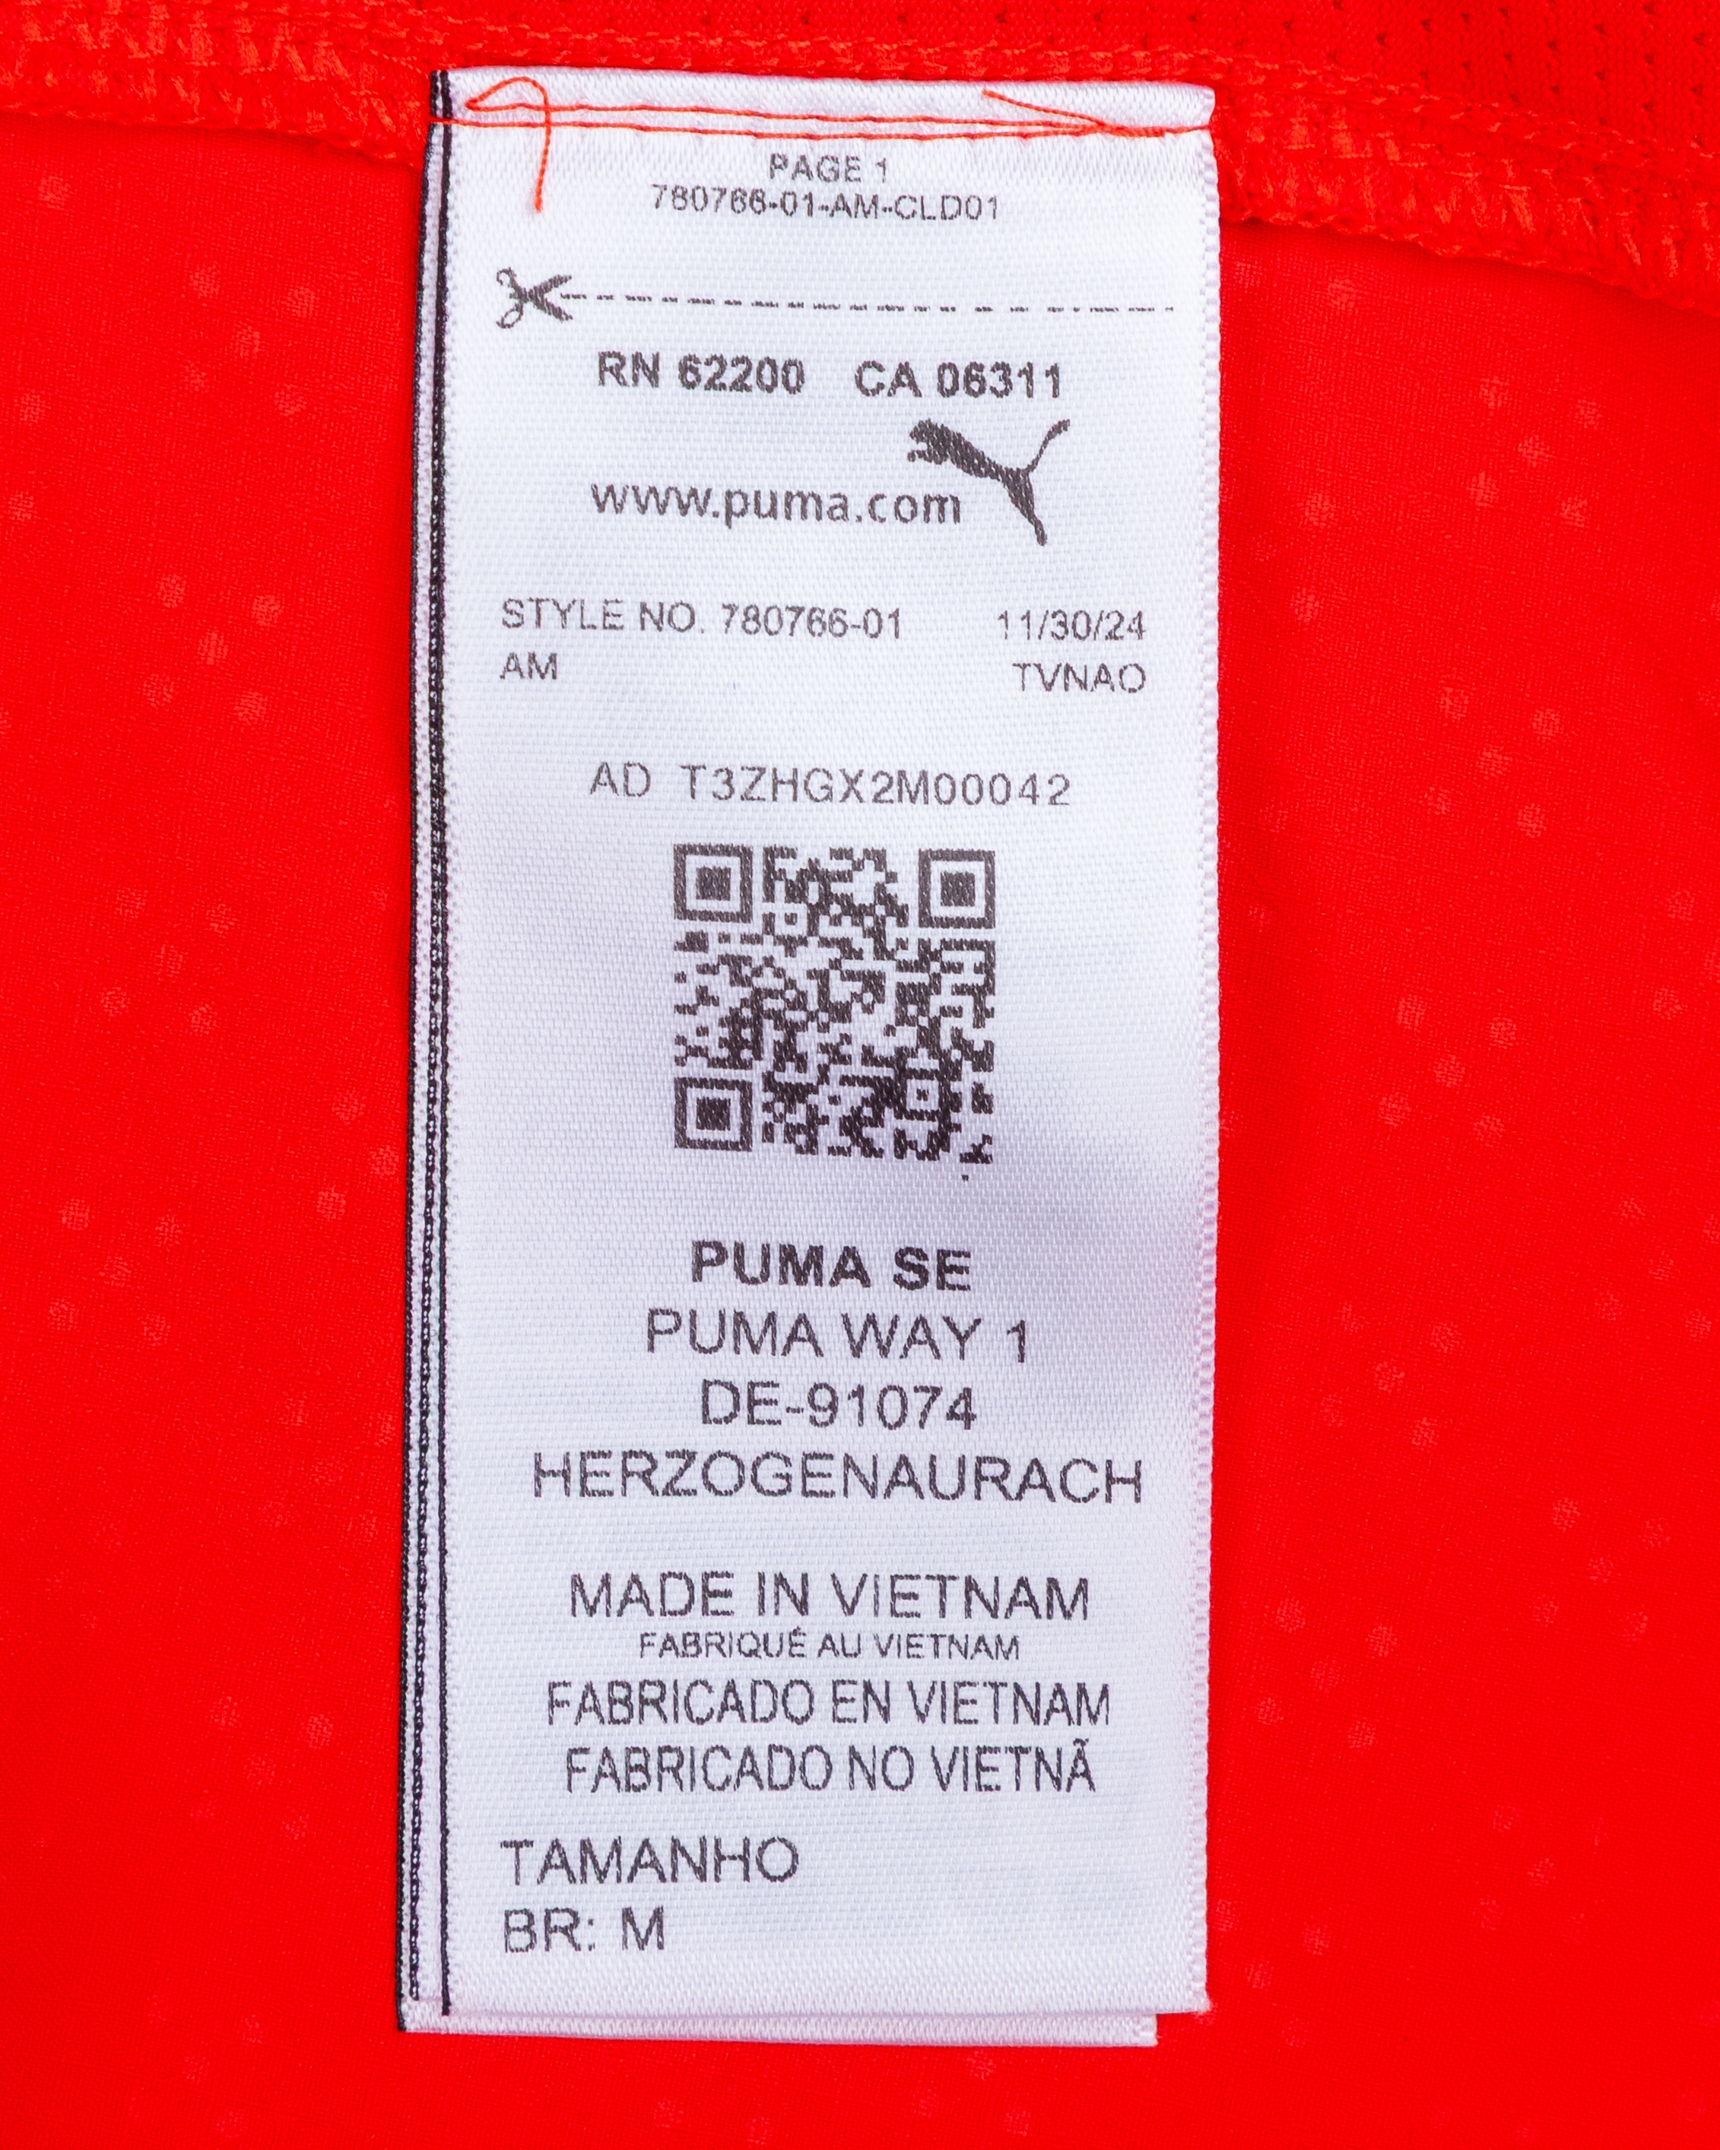 PAGE 1
780766-01-AM-CLD01
RN 62200 CA 06311
www.puma.com
STYLE NO. 780766-01 11/30/24
AM TVNAO
AD T3ZHGX2M00042
PUMA SE
PUMA WAY 1
DE-91074
HERZOGENAURACH
MADE IN VIETNAM
FABRIQUÉ AU VIETNAM
FABRICADO EN VIETNAM
FABRICADO NO VIETNÃ
TAMANHO
BR: M